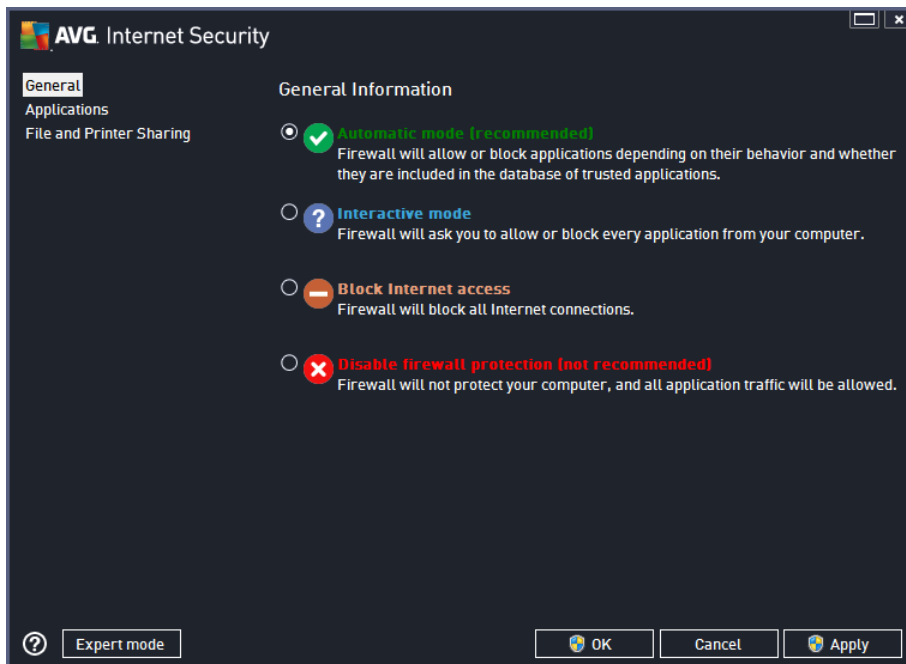 AVG. Internet Security
General
Applications
File and Printer Sharing
General Information
Automatic mode (recommended)
Firewall will allow or block applications depending on their behavior and whether
they are included in the database of trusted applications.
Interactive mode
Firewall will ask you to allow or block every application from your computer.
Block Internet access
Firewall will block all Internet connections.
Disable firewall protection (not recommended)
Firewall will not protect your computer, and all application traffic will be allowed.
Expert mode
OK
Cancel
Apply